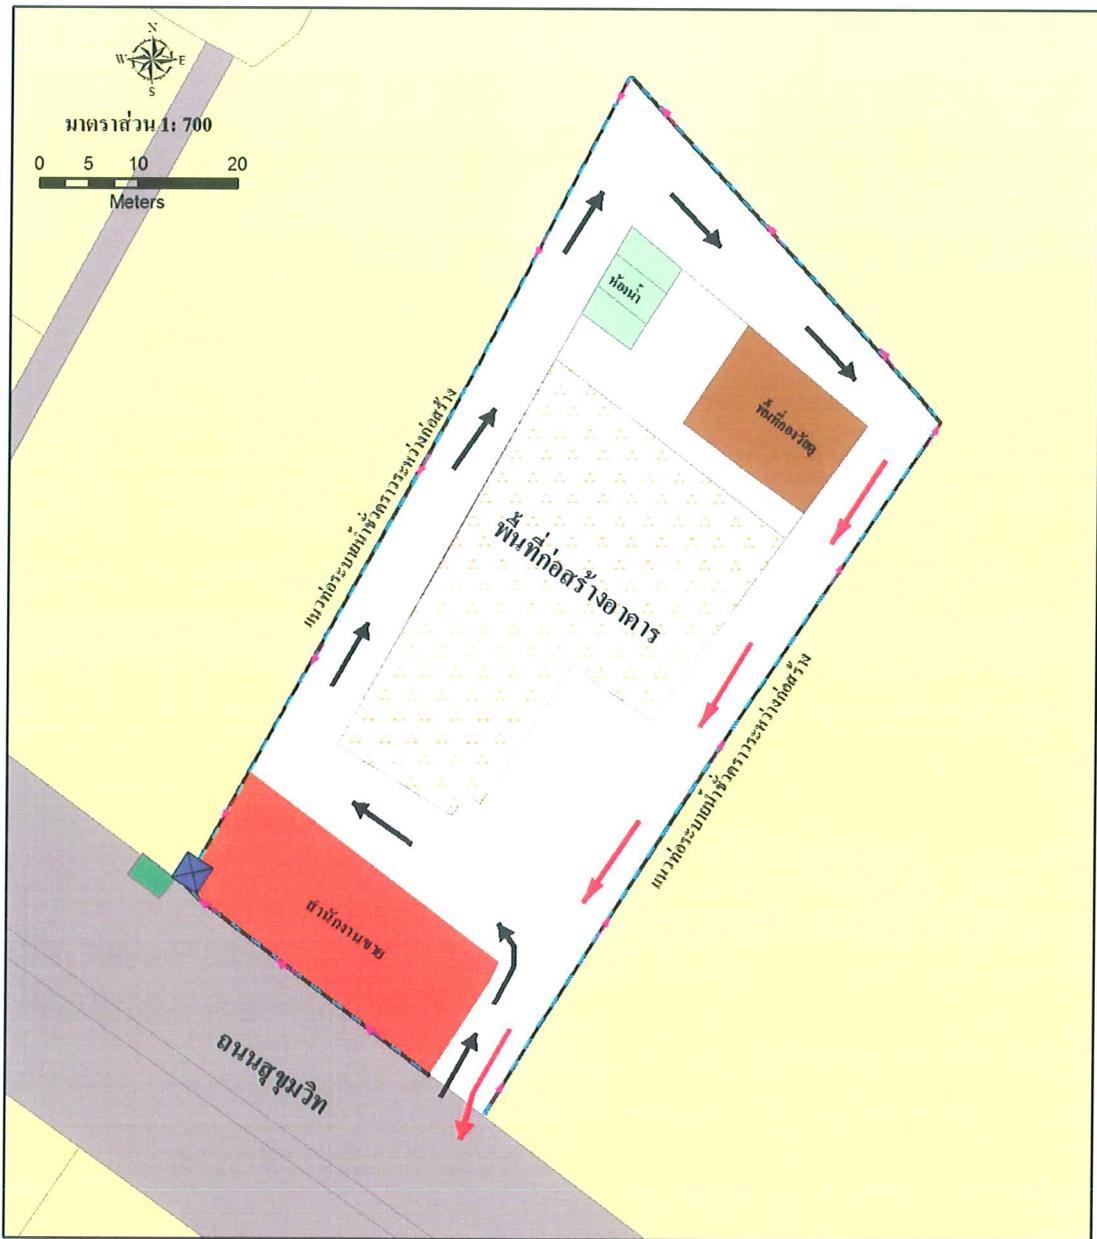 N
W E
S
มาตราส่วน 1: 700
0 5 10 20
Meters
ห้องน้ำ
พื้นที่กองวัสดุ
แนวท่อระบายน้ำชั่วคราวระหว่างก่อสร้าง
พื้นที่ก่อสร้างอาคาร
แนวท่อระบายน้ำชั่วคราวระหว่างก่อสร้าง
สำนักงานขาย
ถนนสุขุมวิท